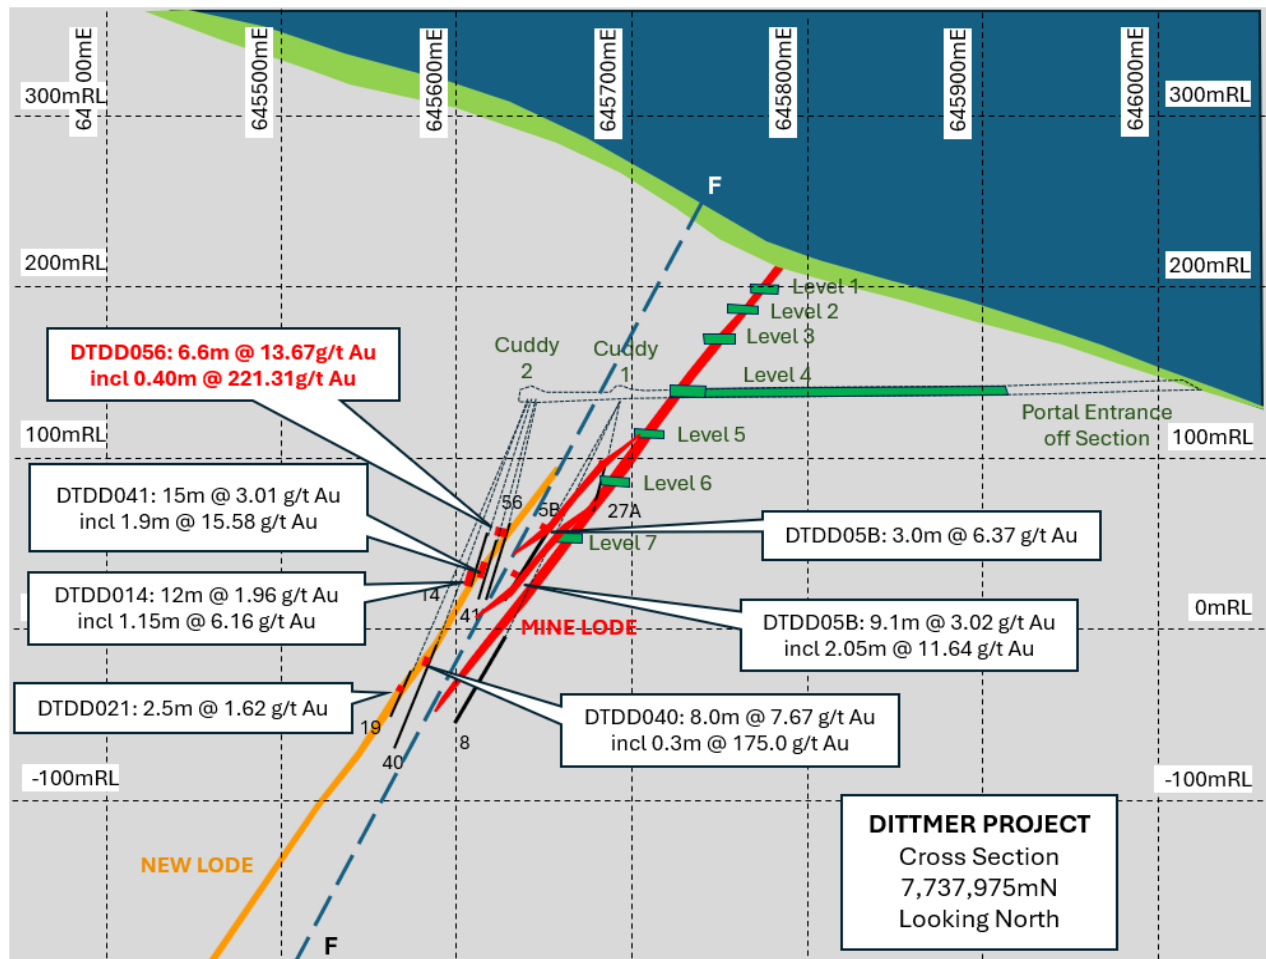 645500mE
645600mE
645700mE
645800mE
645900mE
646000mE
300mRL
300mRL
F
200mRL
200mRL
Level 1
Level 2
Level 3
DTDD056: 6.6m @ 13.67g/t Au
incl 0.40m @ 221.31g/t Au
Cuddy
2
Cuddy
1
Level 4
Portal Entrance
off Section
100mRL
100mRL
Level 5
Level 6
DTDD041: 15m @ 3.01 g/t Au
incl 1.9m @ 15.58 g/t Au
56
5B
27A
Level 7
DTDD05B: 3.0m @ 6.37 g/t Au
DTDD014: 12m @ 1.96 g/t Au
incl 1.15m @ 6.16 g/t Au
14
41
0mRL
MINE LODE
DTDD05B: 9.1m @ 3.02 g/t Au
incl 2.05m @ 11.64 g/t Au
DTDD021: 2.5m @ 1.62 g/t Au
19
40
8
DTDD040: 8.0m @ 7.67 g/t Au
incl 0.3m @ 175.0 g/t Au
-100mRL
-100mRL
NEW LODE
DITTMER PROJECT
Cross Section
7,737,975mN
Looking North
F